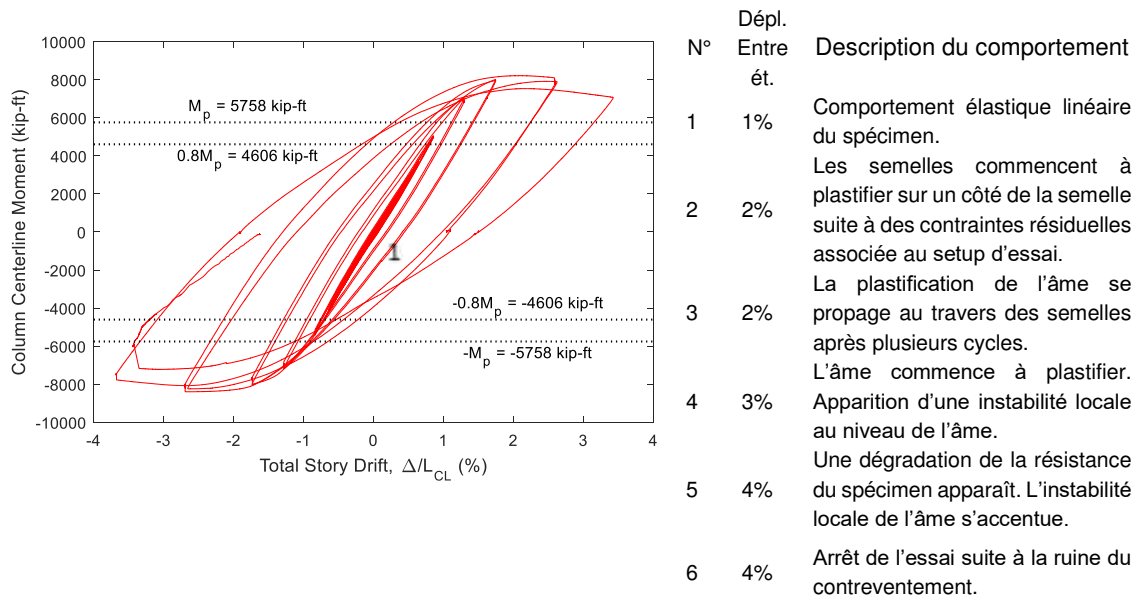 10000
8000
6000
4000
2000
0
-2000
-4000
-6000
-8000
-10000
Column Centerline Moment (kip-ft)
M_p = 5758 kip-ft
0.8M_p = 4606 kip-ft
1
-0.8M_p = -4606 kip-ft
-M_p = -5758 kip-ft
-4 -3 -2 -1 0 1 2 3 4
Total Story Drift, Δ/L_CL (%)
N° Dépl. Entre ét. Description du comportement
1 1% Comportement élastique linéaire
du spécimen.
Les semelles commencent à
plastifier sur un côté de la semelle
2 2% suite à des contraintes résiduelles
associée au setup d'essai.
La plastification de l'âme se
3 2% propage au travers des semelles
après plusieurs cycles.
L'âme commence à plastifier.
4 3% Apparition d'une instabilité locale
au niveau de l'âme.
Une dégradation de la résistance
5 4% du spécimen apparaît. L'instabilité
locale de l'âme s'accentue.
6 4% Arrêt de l'essai suite à la ruine du
contreventement.